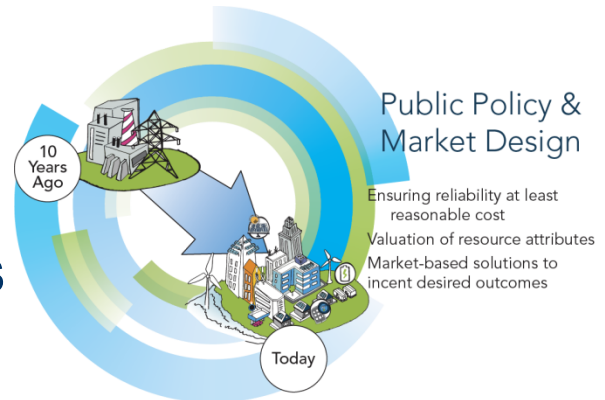 Public Policy &
Market Design
10
Years
Ago
Ensuring reliability at least
reasonable cost
Valuation of resource attributes
Market-based solutions to
incent desired outcomes
s
Today